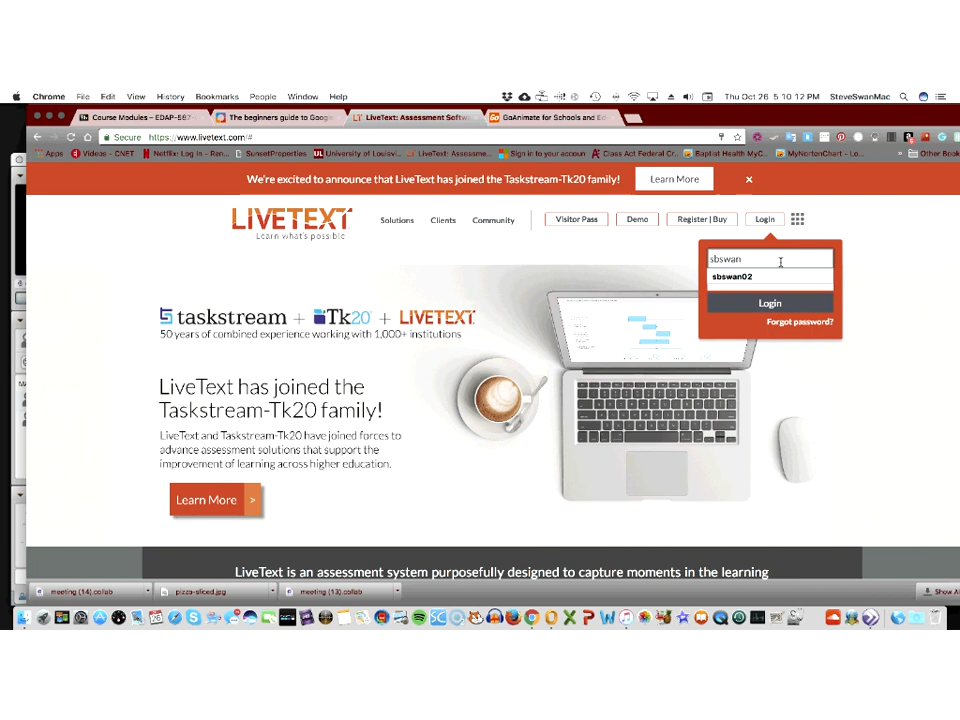 Chrome File Edit View History Bookmarks People Window Help Thu Oct 26 5:10:12 PM SteveSwanMac
Course Modules – EDAP-587- The beginners guide to Goog LiveText: Assessment Softw GoAnimate for Schools and Ed
Secure https://www.livetext.com/#
Apps Videos - CNET Netflix: Log In - Ren... SunsetProperties University of Louisvi... LiveText: Assessme... Sign in to your account Class Act Federal Cr... Baptist Health MyC... MyNortonChart - Lo... » Other Book
We're excited to announce that LiveText has joined the Taskstream-Tk20 family! Learn More ×
LIVETEXT
Learn what's possible
Solutions Clients Community Visitor Pass Demo Register | Buy Login
sbswan
sbswan02
Login
Forgot password?
taskstream + Tk20 + LIVETEXT
50 years of combined experience working with 1,000+ institutions
LiveText has joined the
Taskstream-Tk20 family!
LiveText and Taskstream-Tk20 have joined forces to
advance assessment solutions that support the
improvement of learning across higher education.
Learn More >
LiveText is an assessment system purposefully designed to capture moments in the learning
meeting (14).collab pizza-sliced.jpg meeting (13).collab Show Al